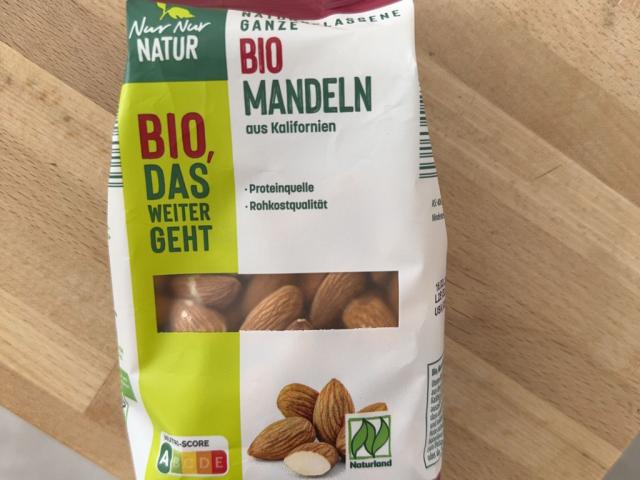 Nur Nur
NATUR
GANZE
BIO
MANDELN
aus Kalifornien
BIO,
DAS
WEITER
GEHT
· Proteinquelle
· Rohkostqualität
NUTRI-SCORE
A B C D E
Naturland